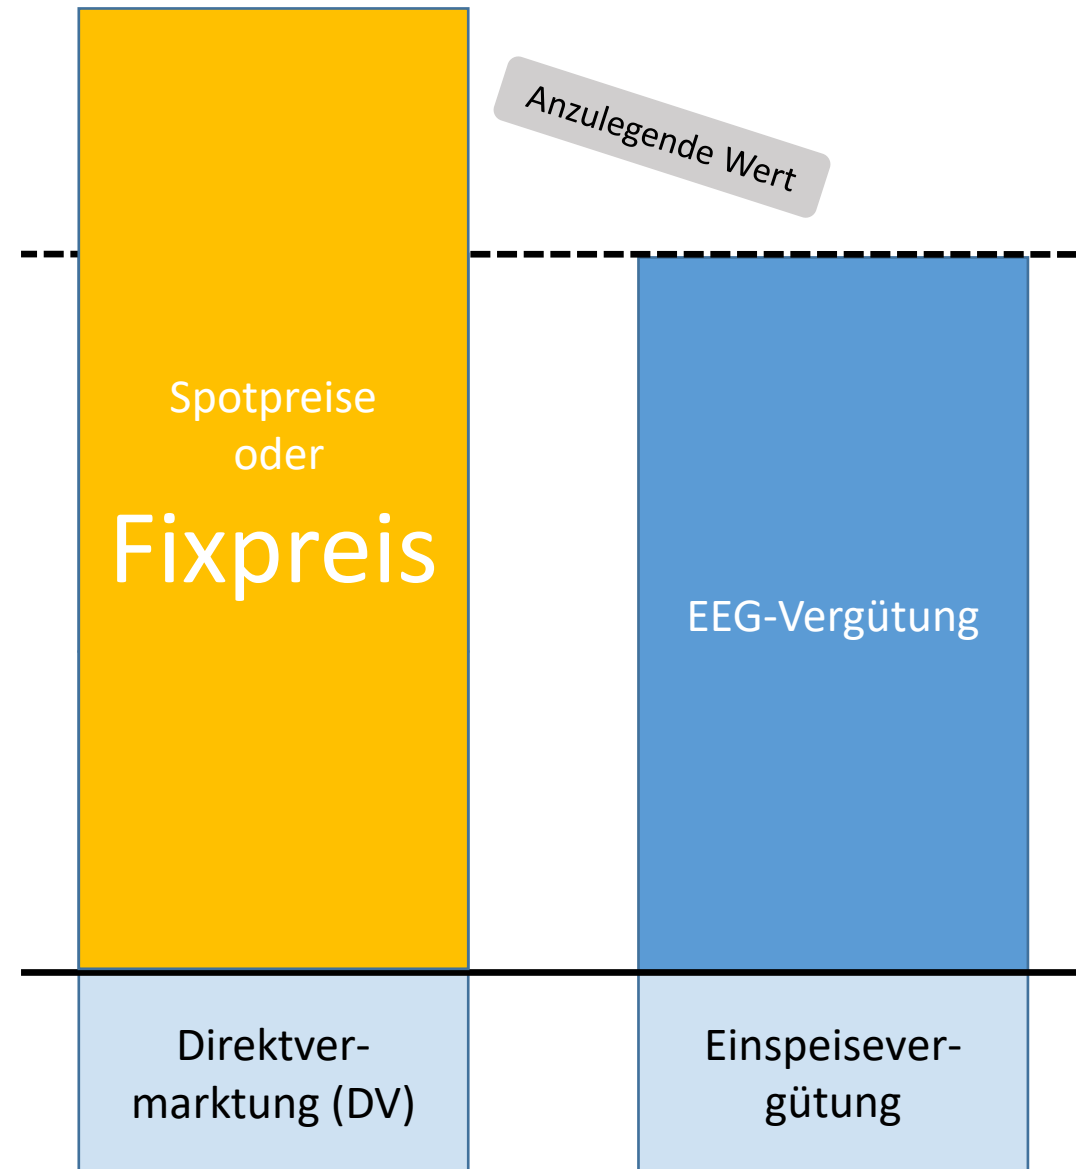 Anzulegende Wert
Spotpreise
oder
Fixpreis
EEG-Vergütung
Direktver-
marktung (DV)
Einspeisever-
gütung